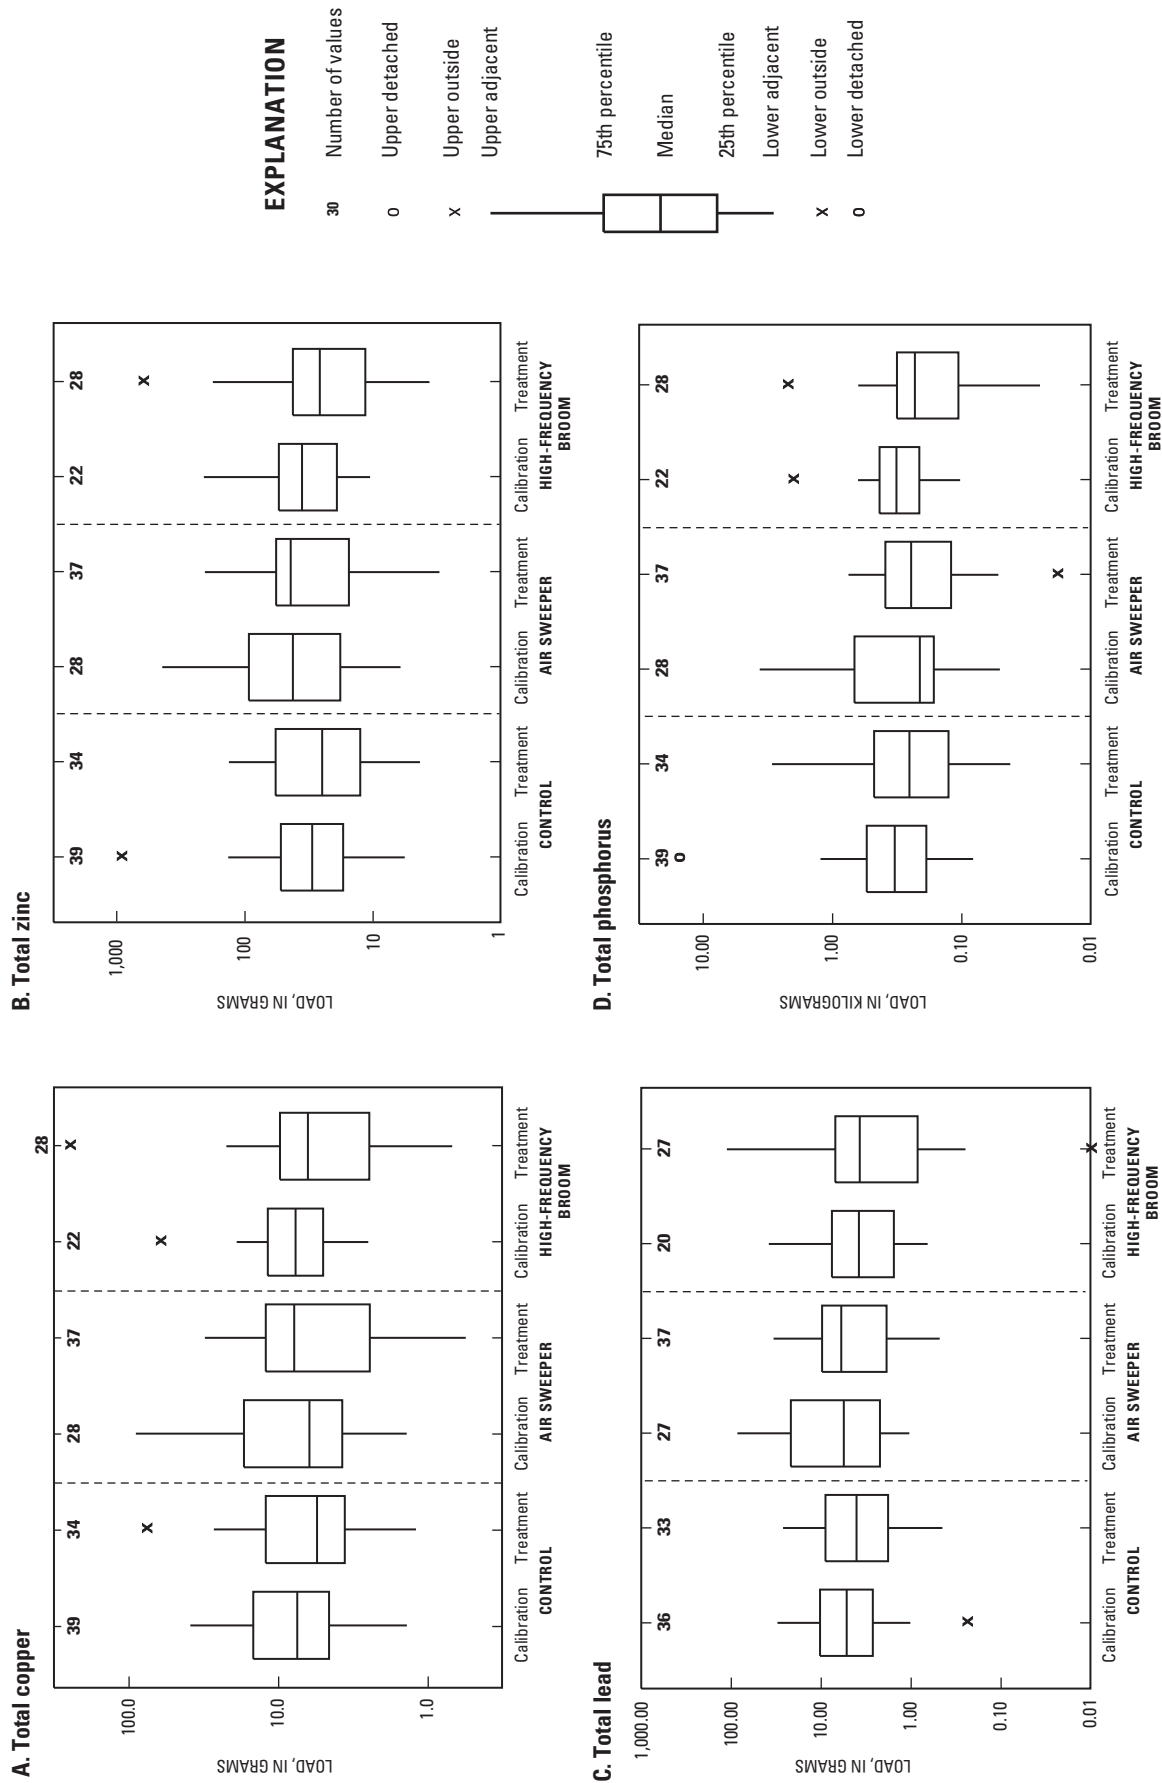 A. Total copper
LOAD, IN GRAMS
100.0
10.0
1.0
39
34
28
37
22
28
x
x
x
Calibration Treatment Calibration Treatment Calibration Treatment
CONTROL
AIR SWEEPER
HIGH-FREQUENCY
BROOM
B. Total zinc
LOAD, IN GRAMS
1,000
100
10
1
39
34
28
37
22
28
x
x
Calibration Treatment Calibration Treatment Calibration Treatment
CONTROL
AIR SWEEPER
HIGH-FREQUENCY
BROOM
C. Total lead
LOAD, IN GRAMS
1,000.00
100.00
10.00
1.00
0.10
0.01
36
33
27
37
20
27
x
x
Calibration Treatment Calibration Treatment Calibration Treatment
CONTROL
AIR SWEEPER
HIGH-FREQUENCY
BROOM
D. Total phosphorus
LOAD, IN KILOGRAMS
10.00
1.00
0.10
0.01
39
34
28
37
22
28
o
x
x
x
Calibration Treatment Calibration Treatment Calibration Treatment
CONTROL
AIR SWEEPER
HIGH-FREQUENCY
BROOM
EXPLANATION
30 Number of values
o Upper detached
x Upper outside
Upper adjacent
75th percentile
Median
25th percentile
Lower adjacent
x Lower outside
o Lower detached